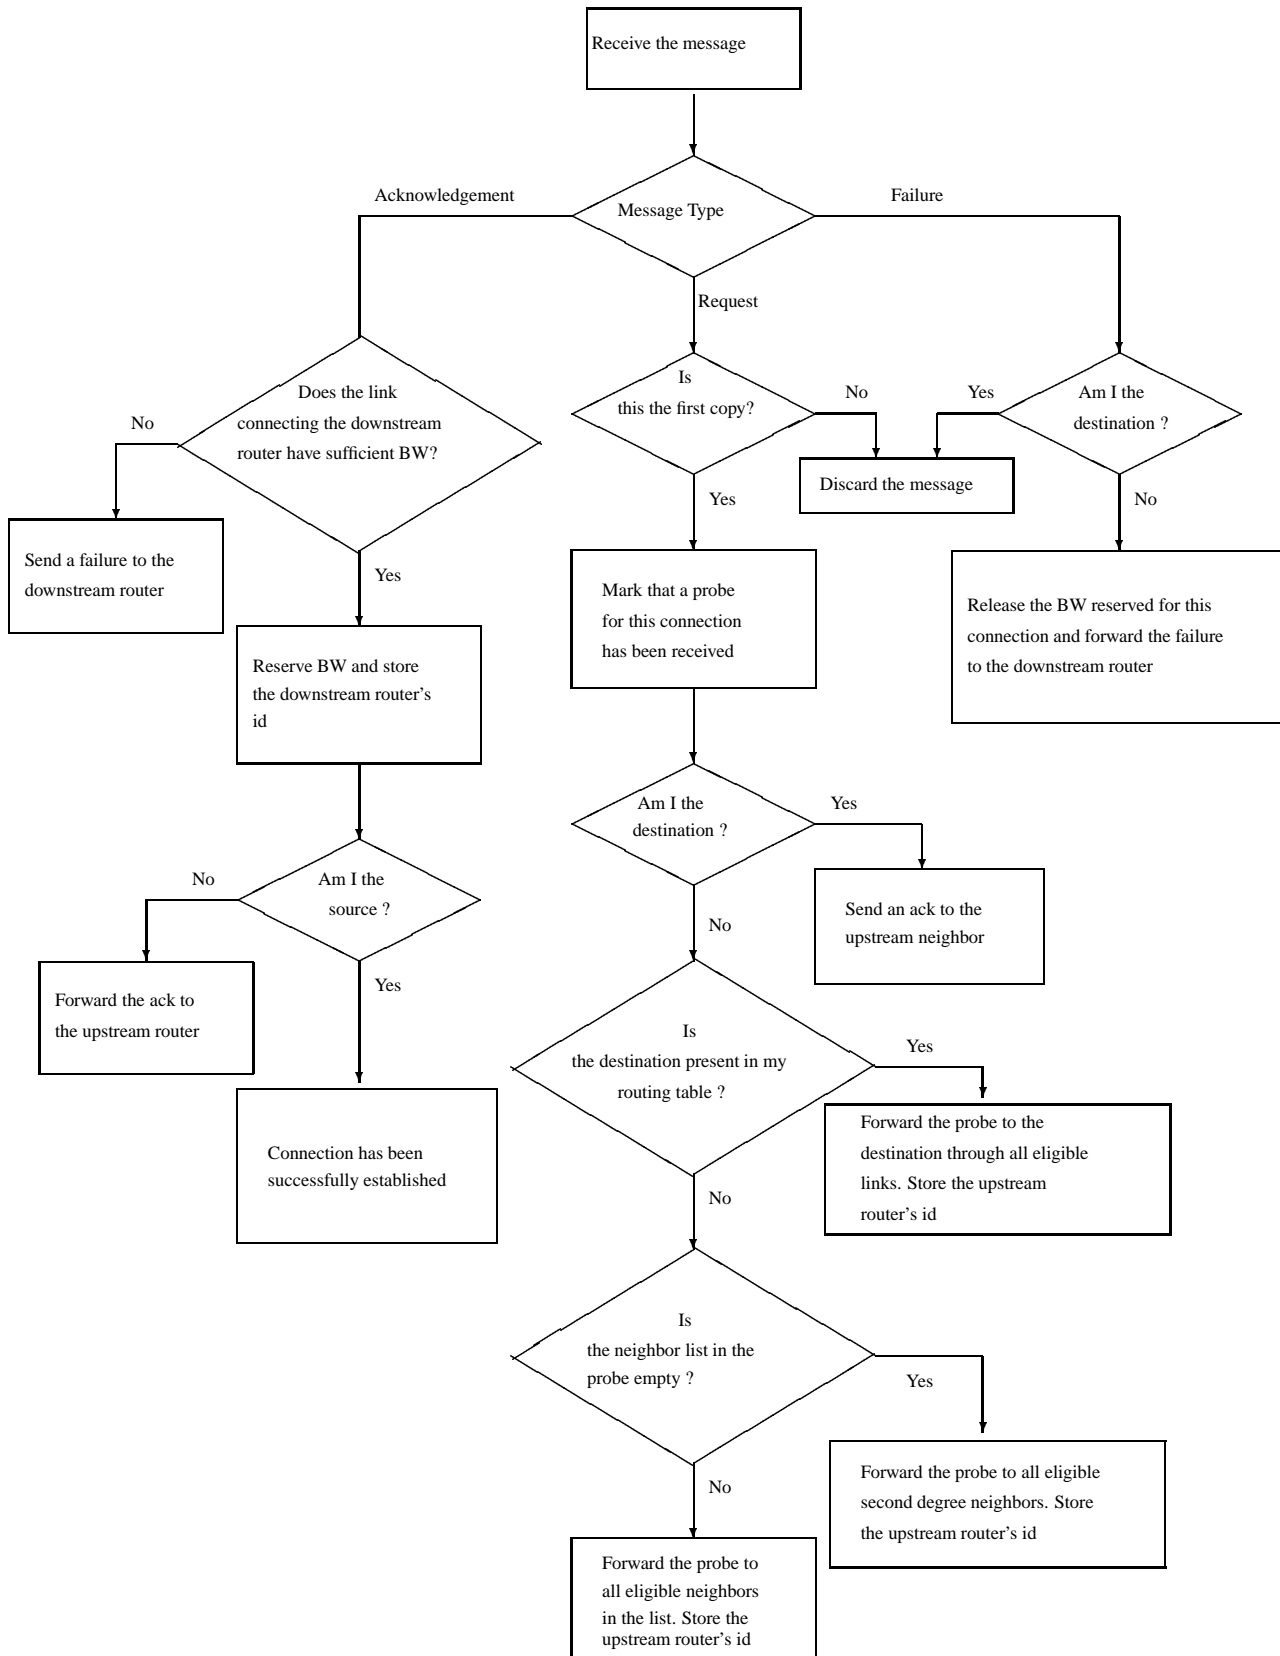 Receive the message
Acknowledgement
Message Type
Failure
Request
Does the link
connecting the downstream
router have sufficient BW?
No
Is
this the first copy?
No
Yes
Am I the
destination ?
Discard the message
Yes
No
Send a failure to the
downstream router
Yes
Mark that a probe
for this connection
has been received
Release the BW reserved for this
connection and forward the failure
to the downstream router
Reserve BW and store
the downstream router's
id
Am I the
destination ?
Yes
No
Am I the
source ?
Send an ack to the
upstream neighbor
No
Yes
Forward the ack to
the upstream router
Is
the destination present in my
routing table ?
Yes
Forward the probe to the
destination through all eligible
links. Store the upstream
router's id
Connection has been
successfully established
No
Is
the neighbor list in the
probe empty ?
Yes
Forward the probe to all eligible
second degree neighbors. Store
the upstream router's id
No
Forward the probe to
all eligible neighbors
in the list. Store the
upstream router's id